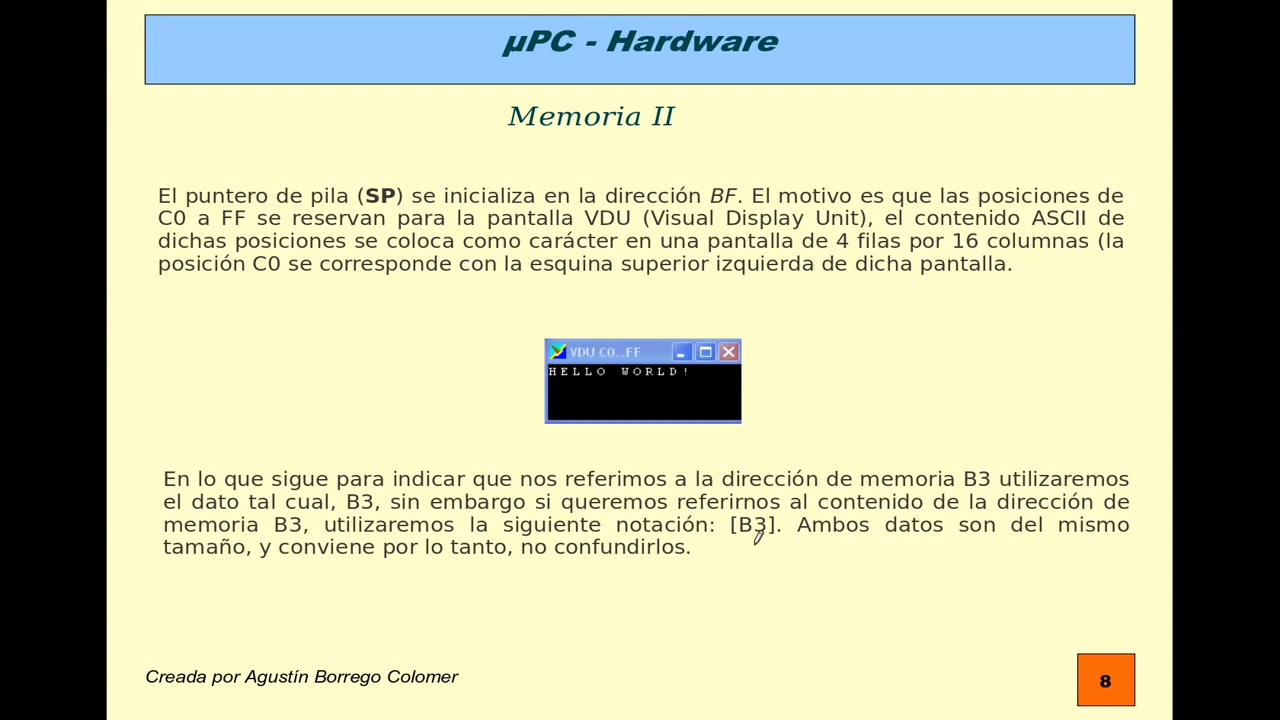 µPC - Hardware
Memoria II
El puntero de pila (SP) se inicializa en la dirección BF. El motivo es que las posiciones de
C0 a FF se reservan para la pantalla VDU (Visual Display Unit), el contenido ASCII de
dichas posiciones se coloca como carácter en una pantalla de 4 filas por 16 columnas (la
posición C0 se corresponde con la esquina superior izquierda de dicha pantalla.
VDU C0..FF
HELLO WORLD!
En lo que sigue para indicar que nos referimos a la dirección de memoria B3 utilizaremos
el dato tal cual, B3, sin embargo si queremos referirnos al contenido de la dirección de
memoria B3, utilizaremos la siguiente notación: [B3]. Ambos datos son del mismo
tamaño, y conviene por lo tanto, no confundirlos.
Creada por Agustín Borrego Colomer
8